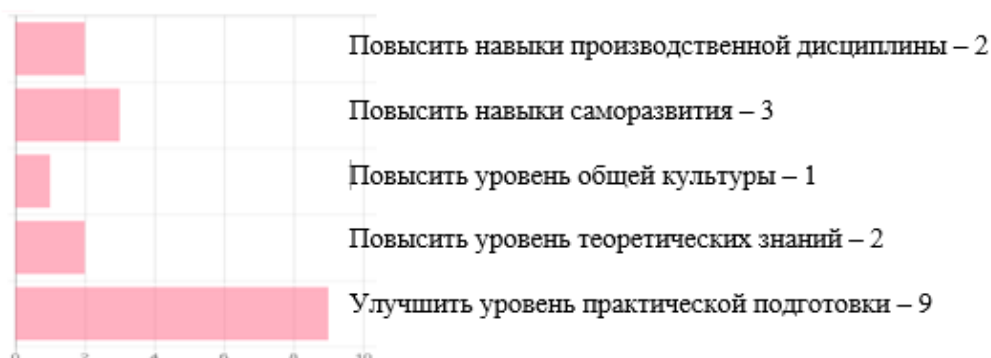 Повысить навыки производственной дисциплины – 2
Повысить навыки саморазвития – 3
Повысить уровень общей культуры – 1
Повысить уровень теоретических знаний – 2
Улучшить уровень практической подготовки – 9